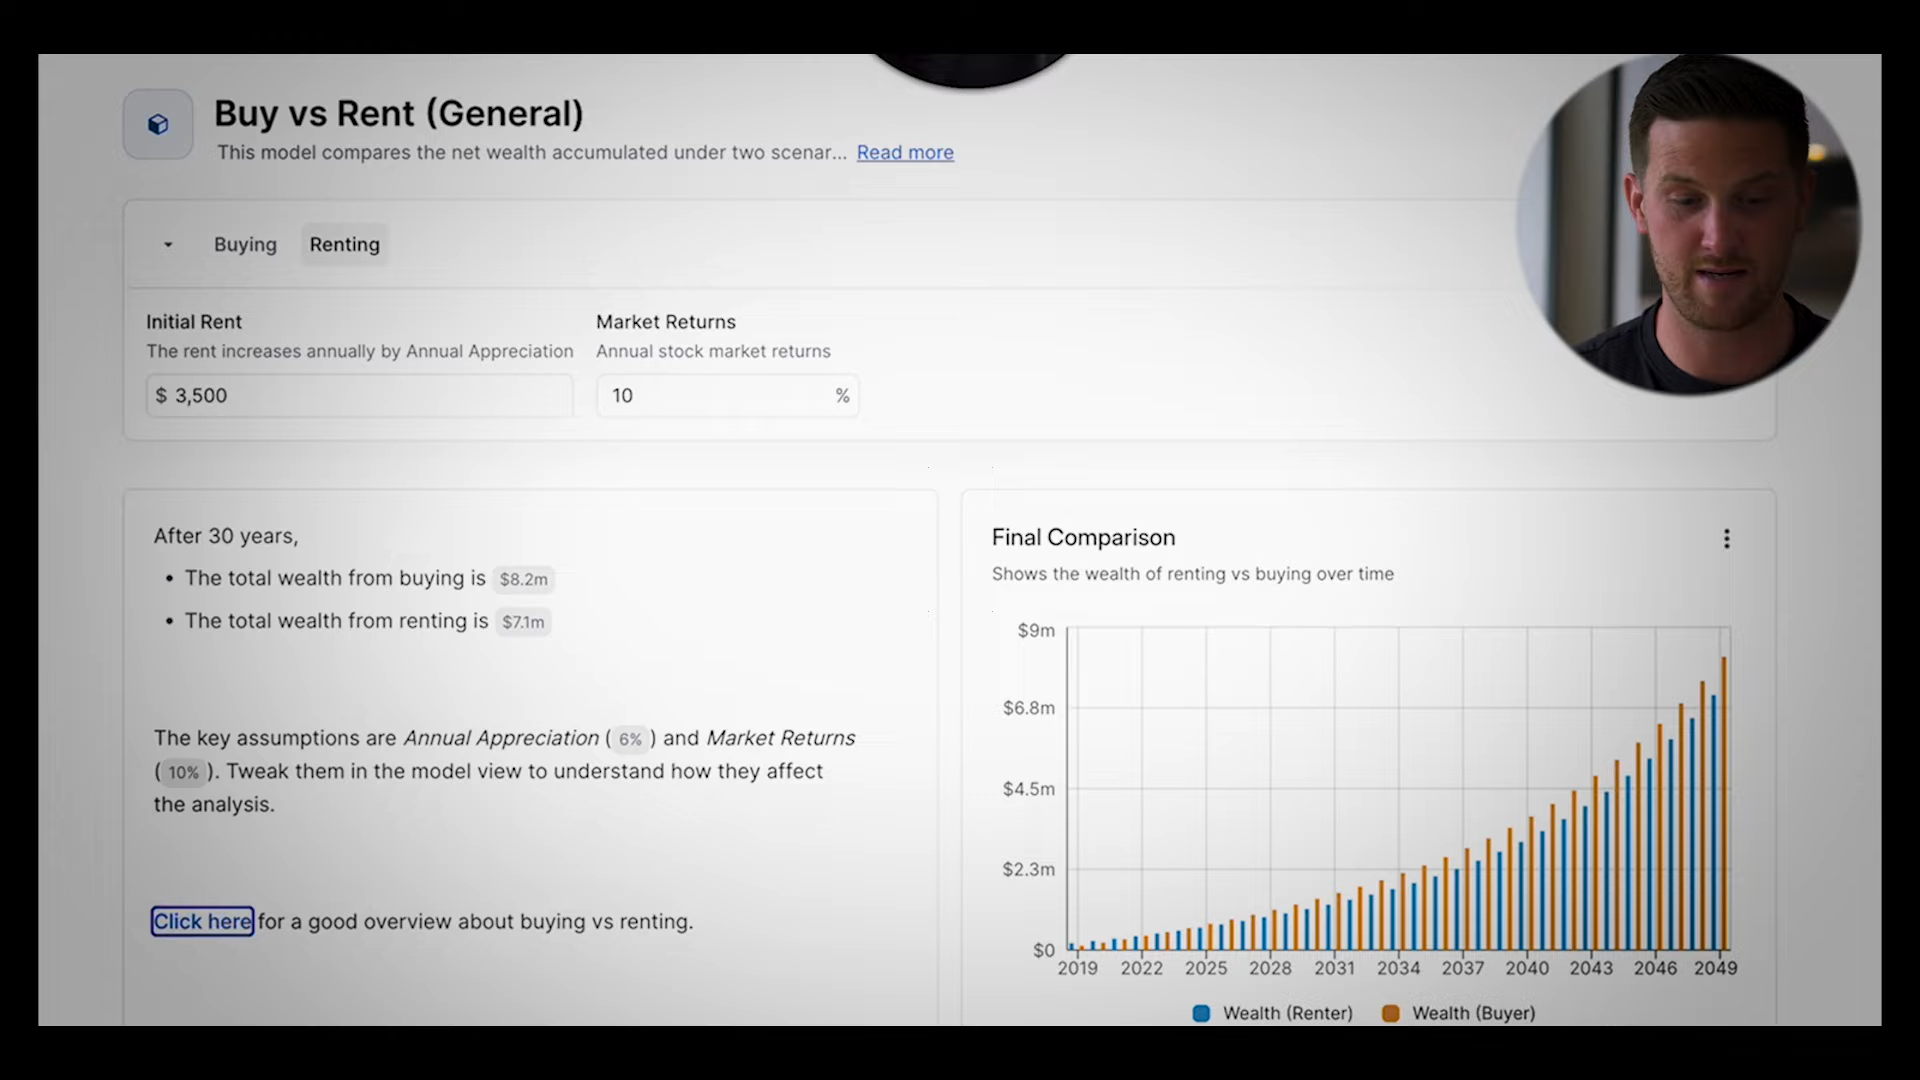 Buy vs Rent (General)
This model compares the net wealth accumulated under two scenar... Read more
Buying
Renting
Initial Rent
The rent increases annually by Annual Appreciation
$ 3,500
Market Returns
Annual stock market returns
10 %
After 30 years,
• The total wealth from buying is $8.2m
• The total wealth from renting is $7.1m
The key assumptions are Annual Appreciation ( 6% ) and Market Returns
( 10% ). Tweak them in the model view to understand how they affect
the analysis.
Click here for a good overview about buying vs renting.
Final Comparison
Shows the wealth of renting vs buying over time
$9m
$6.8m
$4.5m
$2.3m
$0
2019 2022 2025 2028 2031 2034 2037 2040 2043 2046 2049
Wealth (Renter) Wealth (Buyer)